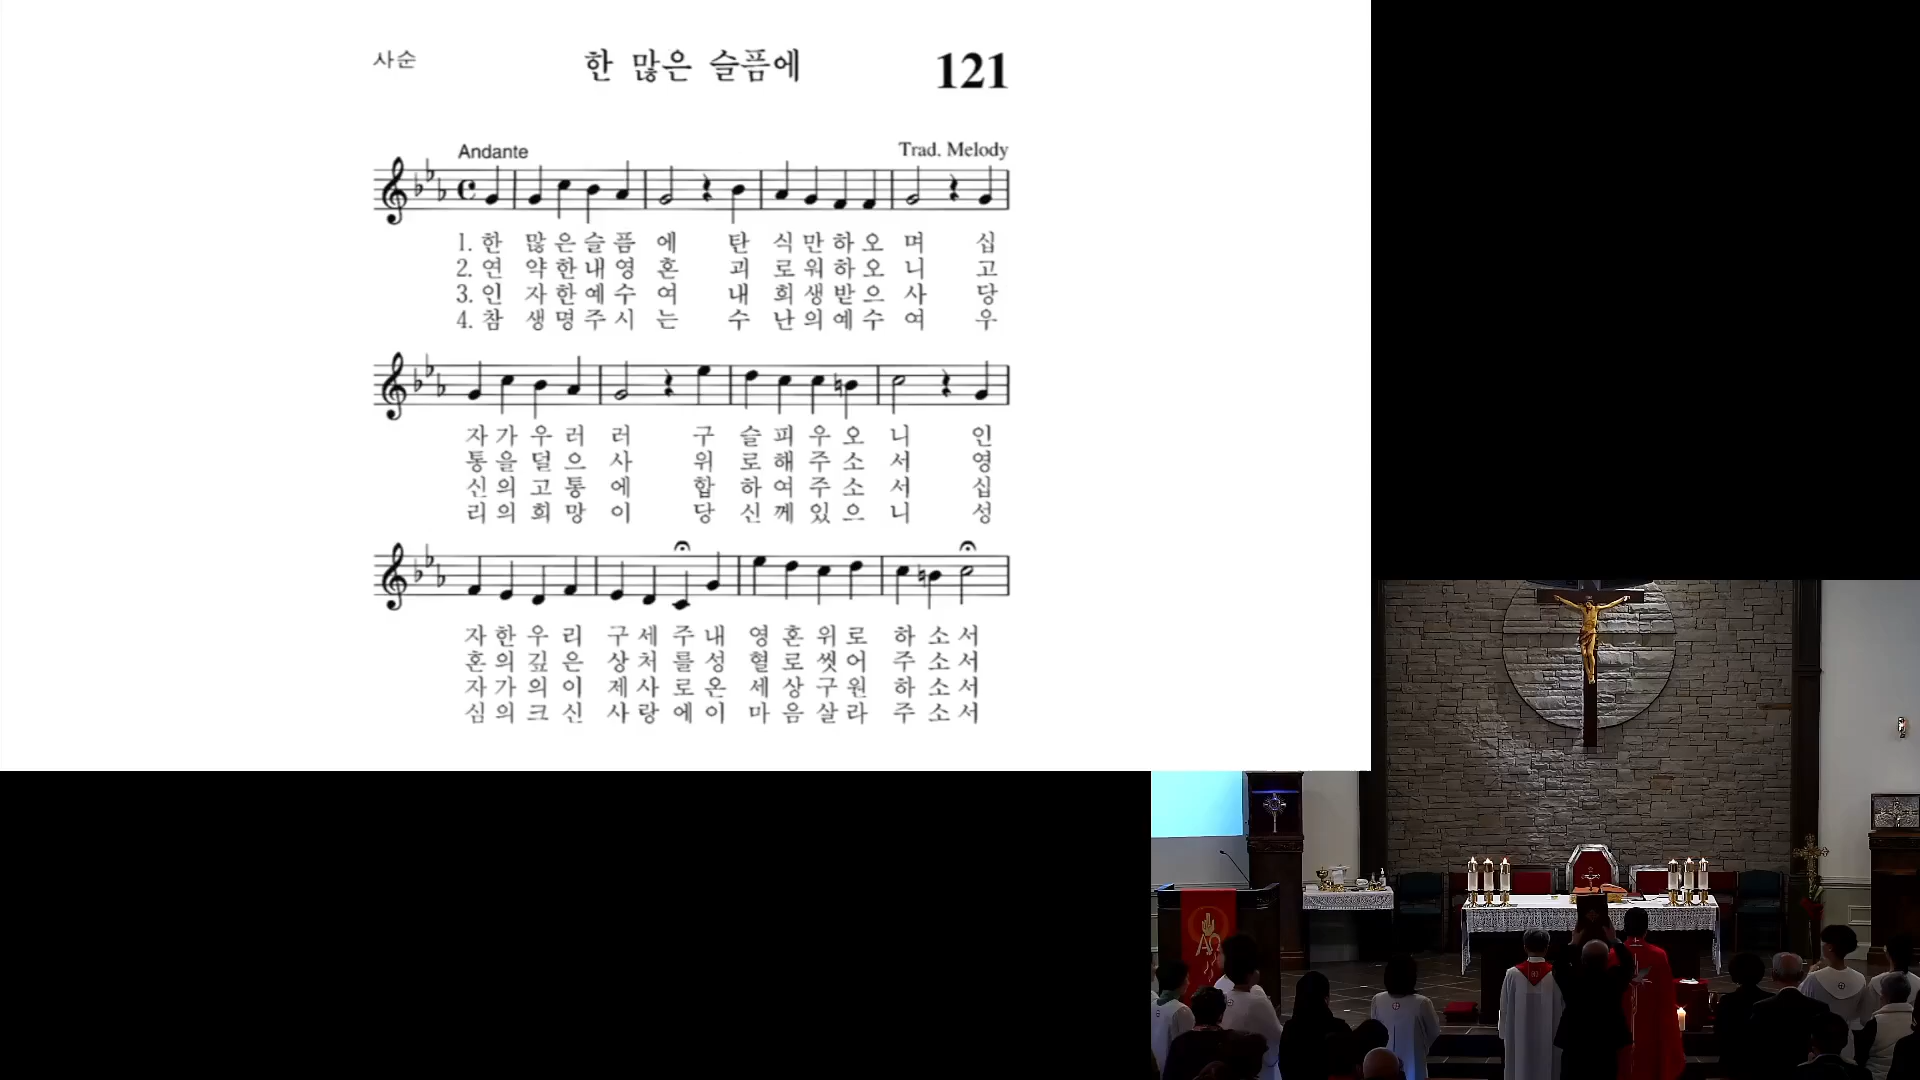 사순
한 많은 슬픔에
121
Andante
Trad. Melody
1. 한 많은슬픔 에 탄 식만하오 며 십
2. 연 약한내영 혼 괴 로워하오 니 고
3. 인 자한예수 여 내 희생받으 사 당
4. 참 생명주시 는 수 난의예수 여 우
자가우러 러 구 슬피우오 니 인
통을덜으 사 위 로해주소 서 영
신의고통 에 합 하여주소 서 십
리의희망 이 당 신께있으 니 성
자한우리 구세주내 영혼위로 하소서
혼의깊은 상처를성 혈로씻어 주소서
자가의이 제사로온 세상구원 하소서
심의크신 사랑에이 마음살라 주소서
ΑΩ